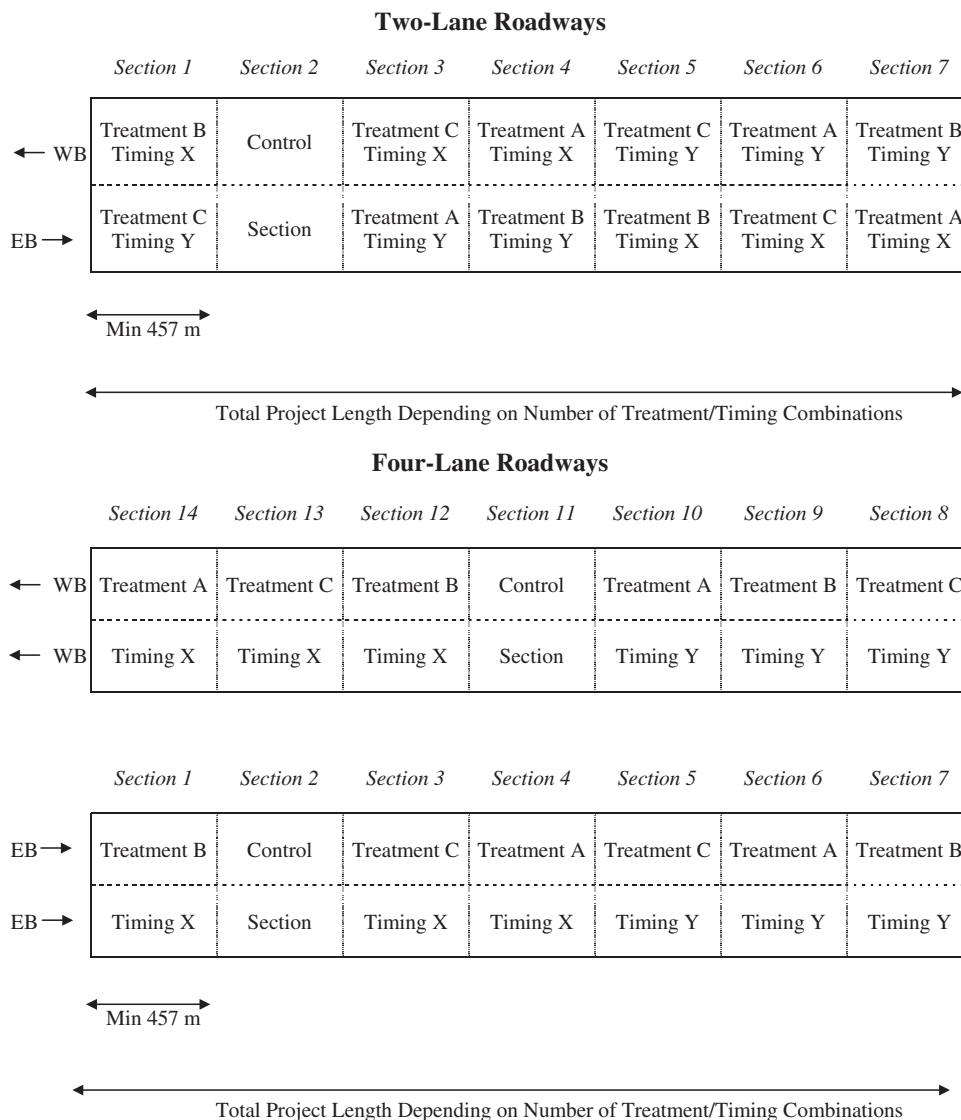 Two-Lane Roadways
Section 1 Section 2 Section 3 Section 4 Section 5 Section 6 Section 7
WB
Treatment B Control Treatment C Treatment A Treatment C Treatment A Treatment B
Timing X Timing X Timing X Timing Y Timing Y Timing Y
EB
Treatment C Section Treatment A Treatment B Treatment B Treatment C Treatment A
Timing Y Timing Y Timing Y Timing X Timing X Timing X
Min 457 m
Total Project Length Depending on Number of Treatment/Timing Combinations
Four-Lane Roadways
Section 14 Section 13 Section 12 Section 11 Section 10 Section 9 Section 8
WB Treatment A Treatment C Treatment B Control Treatment A Treatment B Treatment C
WB Timing X Timing X Timing X Section Timing Y Timing Y Timing Y
Section 1 Section 2 Section 3 Section 4 Section 5 Section 6 Section 7
EB Treatment B Control Treatment C Treatment A Treatment C Treatment A Treatment B
EB Timing X Section Timing X Timing X Timing Y Timing Y Timing Y
Min 457 m
Total Project Length Depending on Number of Treatment/Timing Combinations